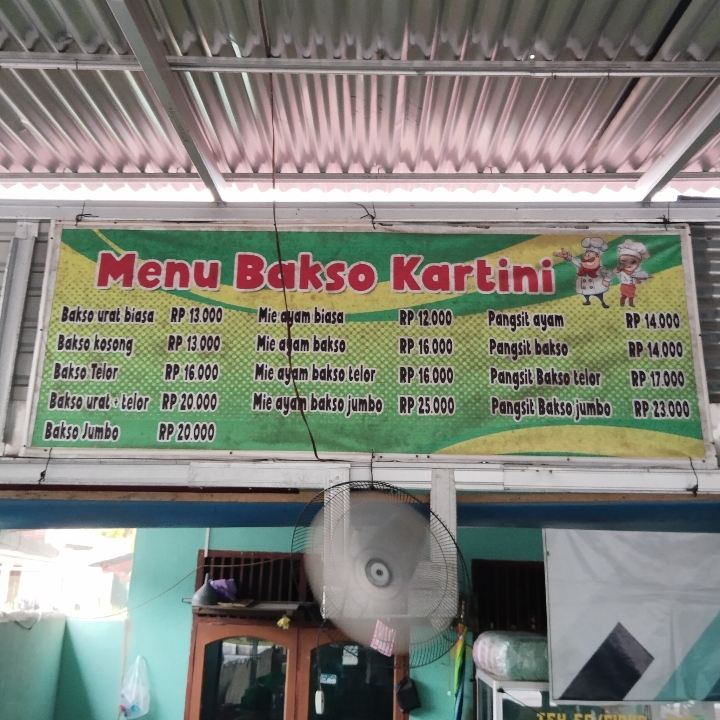 Menu Bakso Kartini
Bakso urat biasa RP 13.000
Bakso kosong RP 13.000
Bakso Telor RP 16.000
Bakso urat + telor RP 20.000
Bakso Jumbo RP 20.000
Mie ayam biasa RP 12.000
Mie ayam bakso RP 16.000
Mie ayam bakso telor RP 16.000
Mie ayam bakso jumbo RP 25.000
Pangsit ayam RP 14.000
Pangsit bakso RP 14.000
Pangsit Bakso telor RP 17.000
Pangsit Bakso jumbo RP 23.000